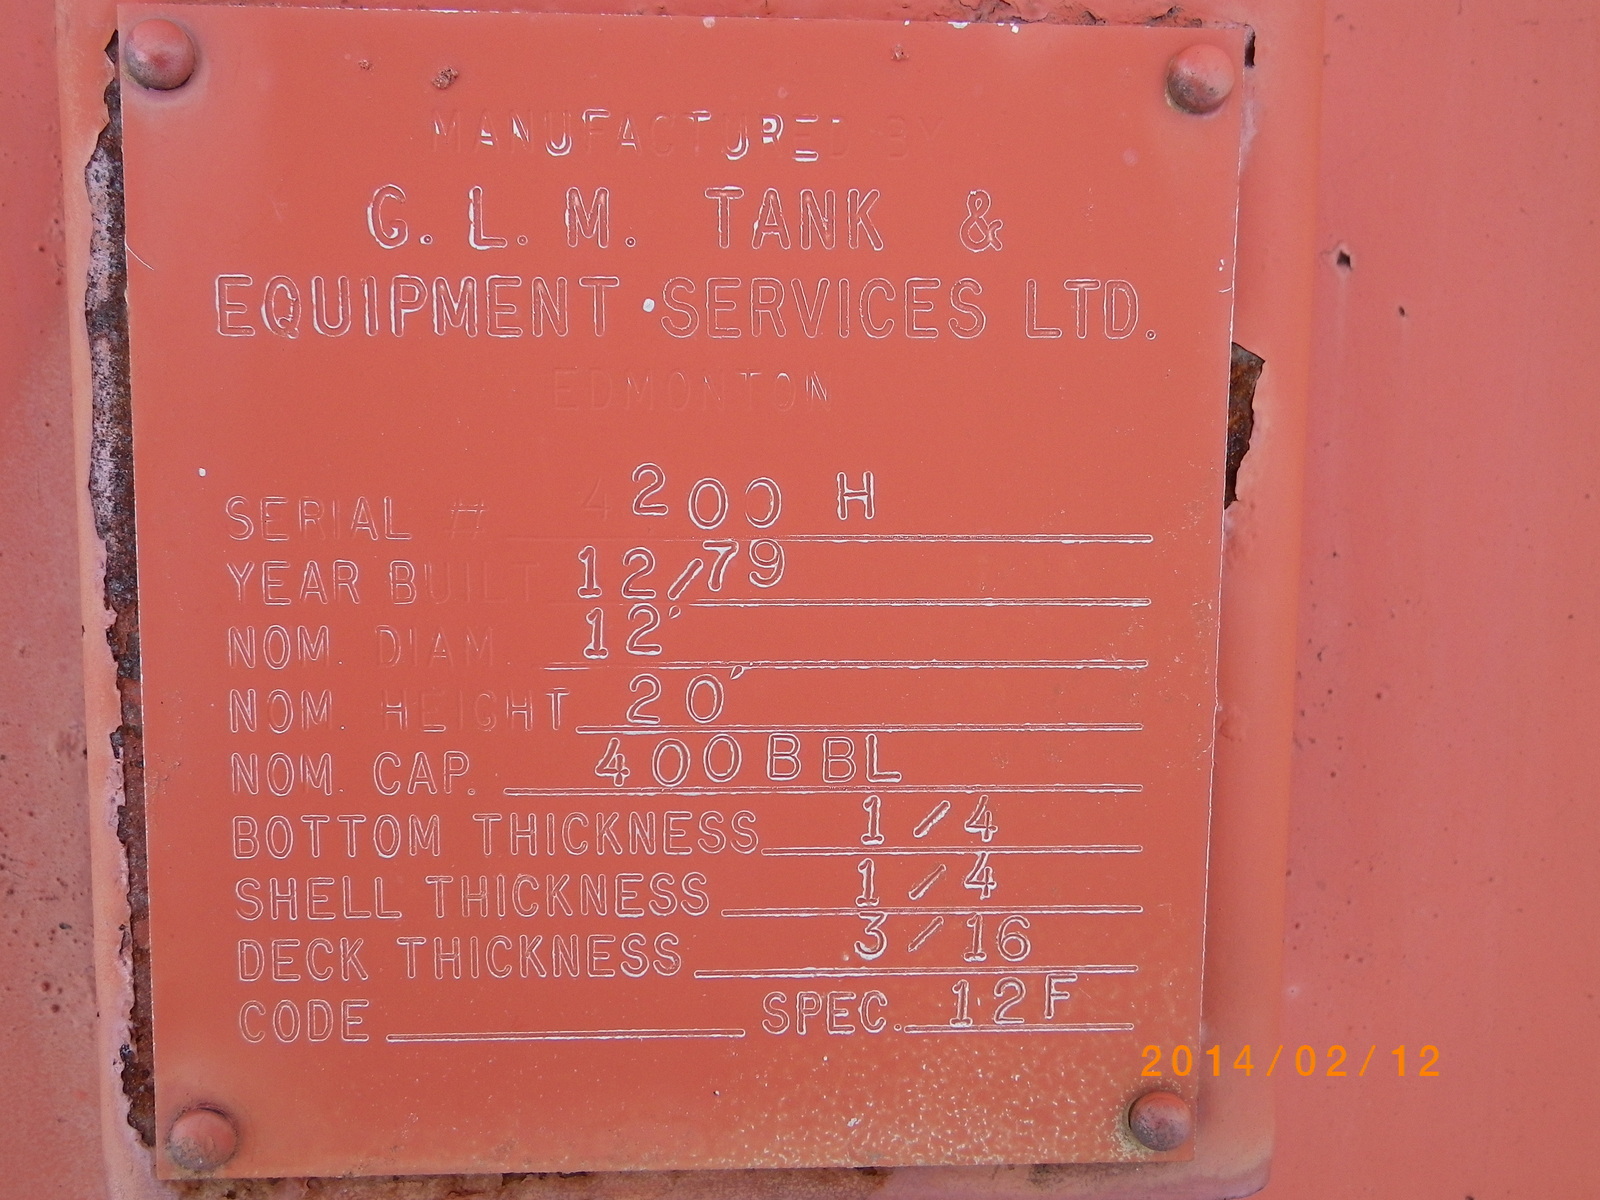 MANUFACTURED BY
G. L. M. TANK &
EQUIPMENT SERVICES LTD.
EDMONTON
SERIAL # 4200 H
YEAR BUILT 12/79
NOM. DIAM 12'
NOM. HEIGHT 20'
NOM. CAP. 400BBL
BOTTOM THICKNESS 1/4
SHELL THICKNESS 1/4
DECK THICKNESS 3/16
CODE SPEC. 12F
2014/02/12